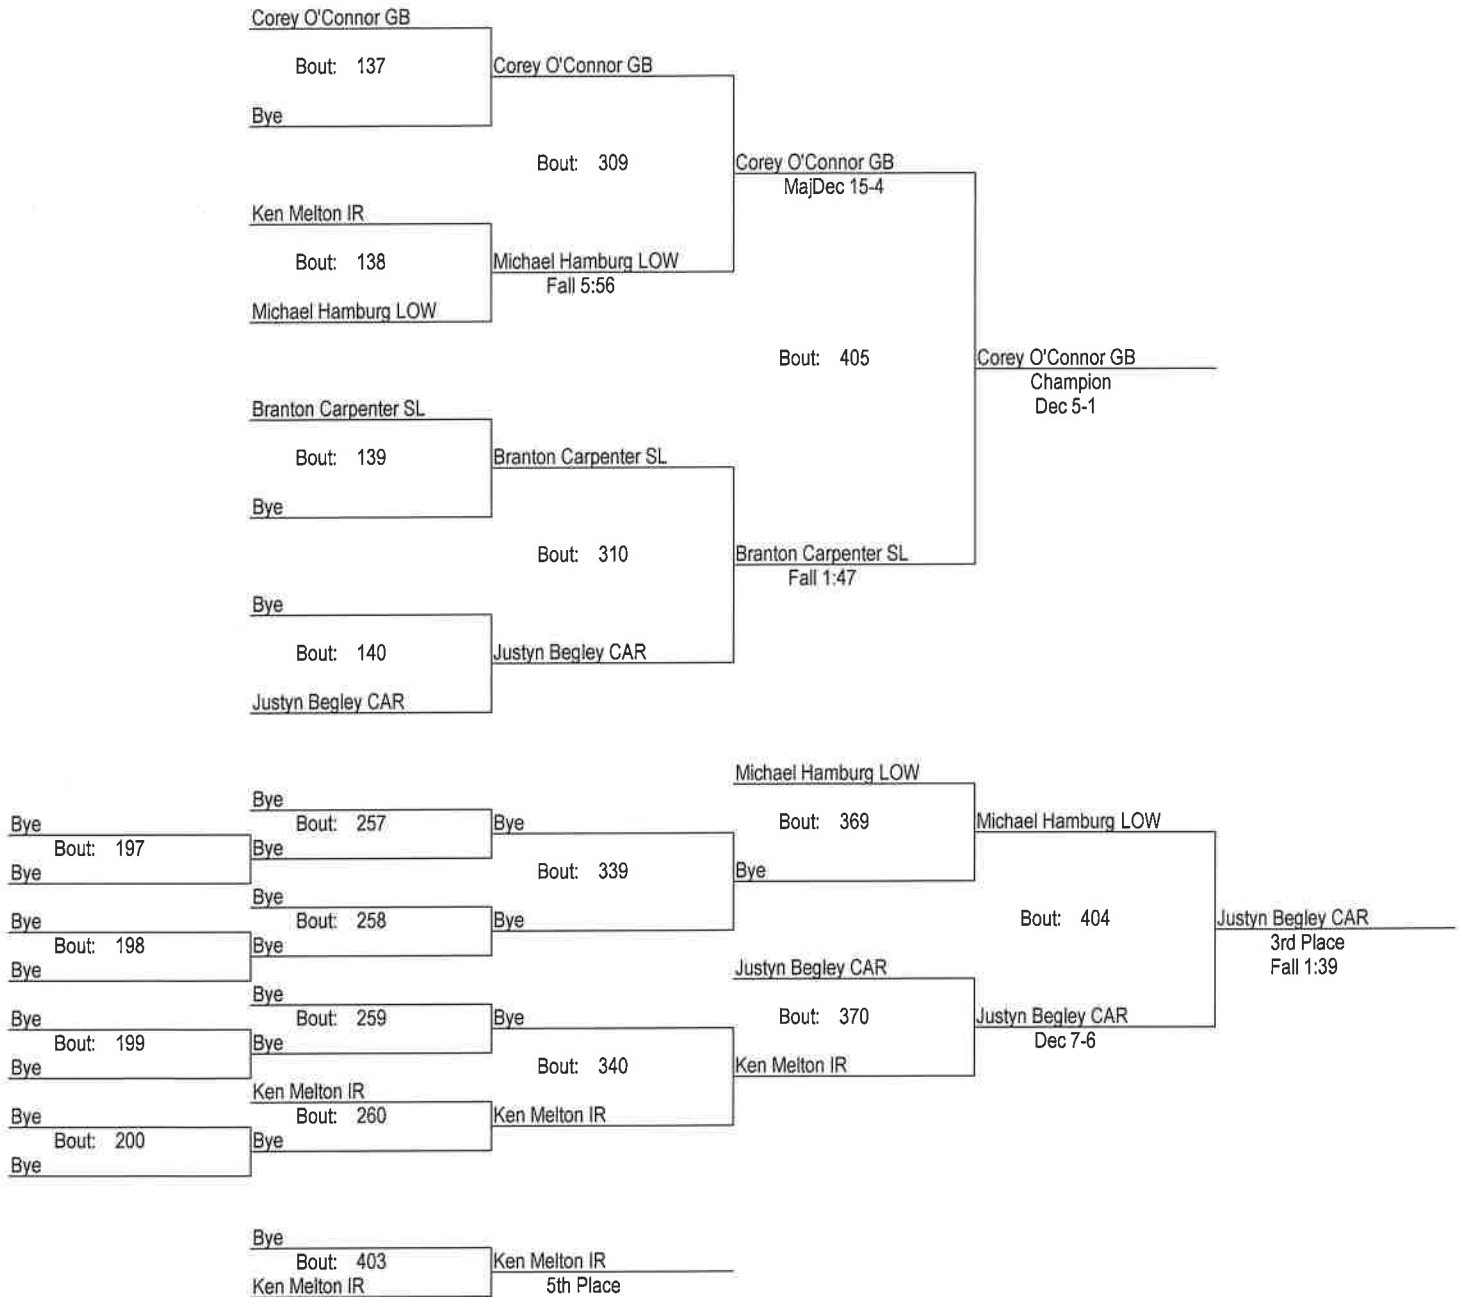 Corey O'Connor GB
Bout: 137
Bye
Corey O'Connor GB
Bout: 309
Ken Melton IR
Bout: 138
Michael Hamburg LOW
Michael Hamburg LOW
Fall 5:56
Corey O'Connor GB
MajDec 15-4
Bout: 405
Branton Carpenter SL
Bout: 139
Bye
Branton Carpenter SL
Bout: 310
Bye
Bout: 140
Justyn Begley CAR
Justyn Begley CAR
Branton Carpenter SL
Fall 1:47
Corey O'Connor GB
Champion
Dec 5-1
Bye
Bout: 197
Bye
Bye
Bout: 198
Bye
Bye
Bout: 199
Bye
Bye
Bout: 200
Bye
Bye
Bout: 257
Bye
Bye
Bout: 258
Bye
Bye
Bout: 259
Bye
Ken Melton IR
Bout: 260
Bye
Bye
Bout: 339
Bye
Bye
Bout: 340
Ken Melton IR
Michael Hamburg LOW
Bout: 369
Bye
Justyn Begley CAR
Bout: 370
Ken Melton IR
Michael Hamburg LOW
Bout: 404
Justyn Begley CAR
Dec 7-6
Justyn Begley CAR
3rd Place
Fall 1:39
Bye
Bout: 403
Ken Melton IR
Ken Melton IR
5th Place